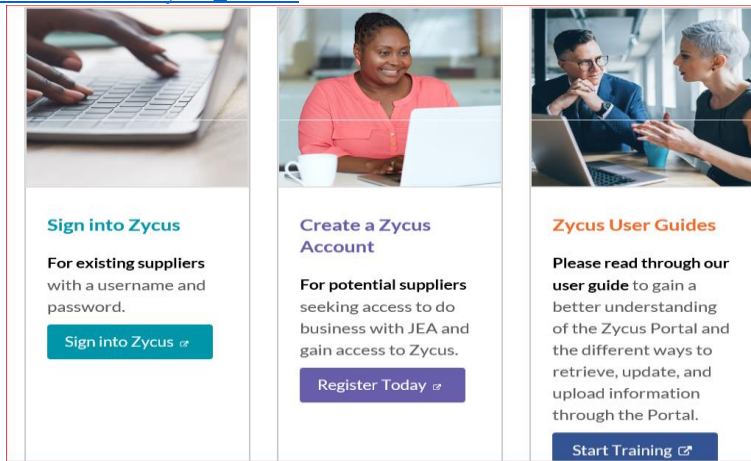 Sign into Zycus
For existing suppliers
with a username and
password.
Sign into Zycus
Create a Zycus
Account
For potential suppliers
seeking access to do
business with JEA and
gain access to Zycus.
Register Today
Zycus User Guides
Please read through our
user guide to gain a
better understanding
of the Zycus Portal and
the different ways to
retrieve, update, and
upload information
through the Portal.
Start Training